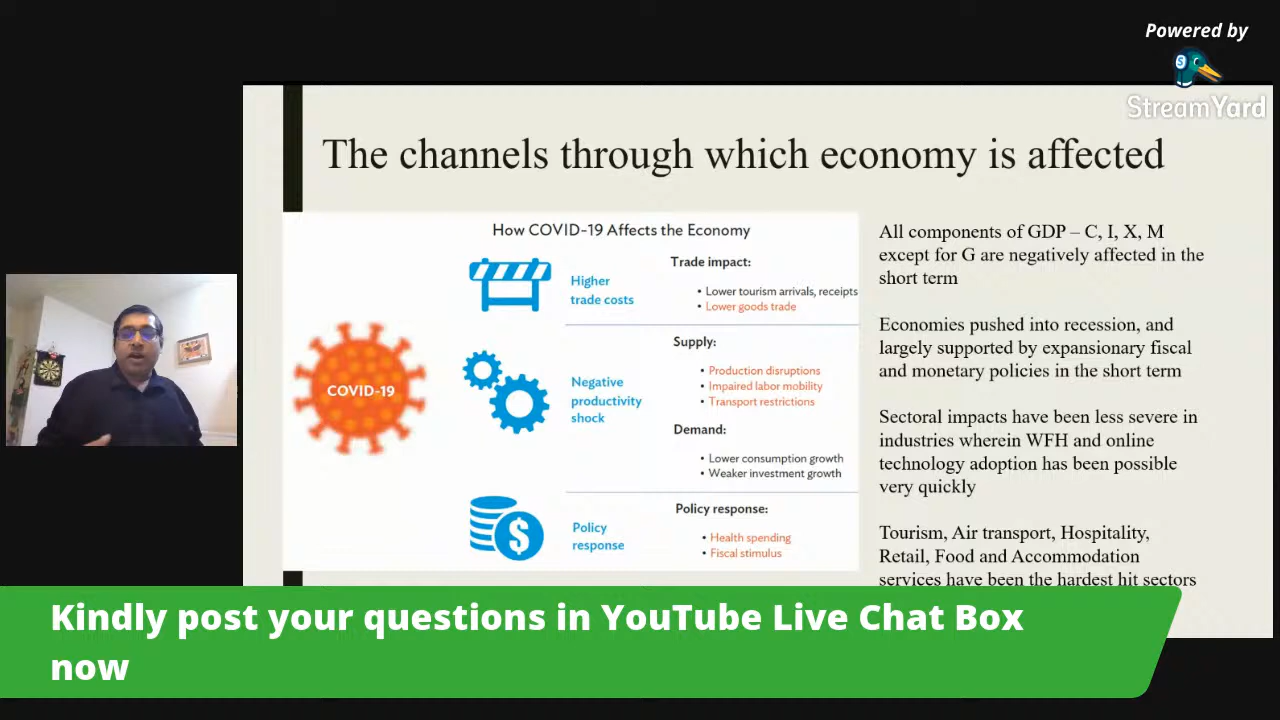 Powered by
StreamYard
The channels through which economy is affected
How COVID-19 Affects the Economy
COVID-19
Higher
trade costs
Trade impact:
• Lower tourism arrivals, receipts
• Lower goods trade
Negative
productivity
shock
Supply:
• Production disruptions
• Impaired labor mobility
• Transport restrictions
Demand:
• Lower consumption growth
• Weaker investment growth
Policy
response
Policy response:
• Health spending
• Fiscal stimulus
All components of GDP – C, I, X, M
except for G are negatively affected in the
short term
Economies pushed into recession, and
largely supported by expansionary fiscal
and monetary policies in the short term
Sectoral impacts have been less severe in
industries wherein WFH and online
technology adoption has been possible
very quickly
Tourism, Air transport, Hospitality,
Retail, Food and Accommodation
services have been the hardest hit sectors
Kindly post your questions in YouTube Live Chat Box
now